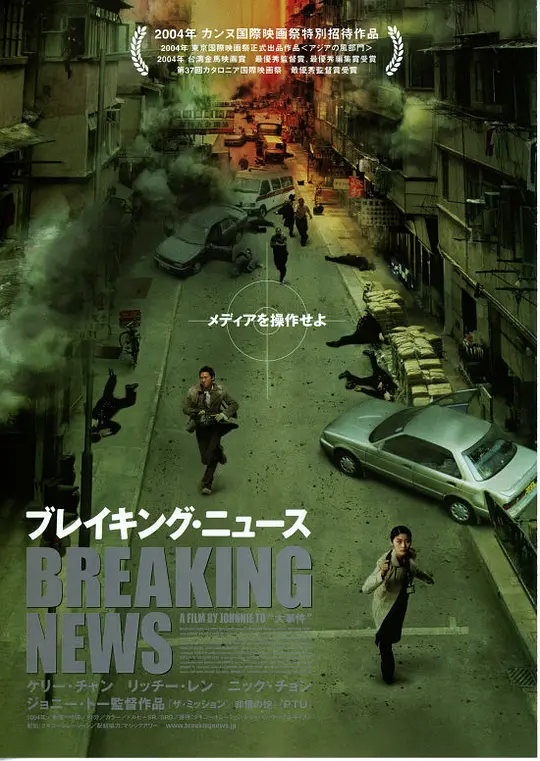 2004年 カンヌ国際映画祭特別招待作品
2004年 東京国際映画祭正式出品作品＜アジアの風部門＞
2004年 台湾金馬映画賞 最優秀監督賞、最優秀編集賞受賞
第37回カタロニア国際映画祭 最優秀監督賞受賞
メディアを操作せよ
ブレイキング・ニュース
BREAKING
NEWS
A FILM BY JOHNNIE TO "大事件"
ケリー・チャン リッチー・レン ニック・チョン
ジョニー・トー監督作品「ザ・ミッション 非情の掟」「PTU」
www.breakingnews.jp